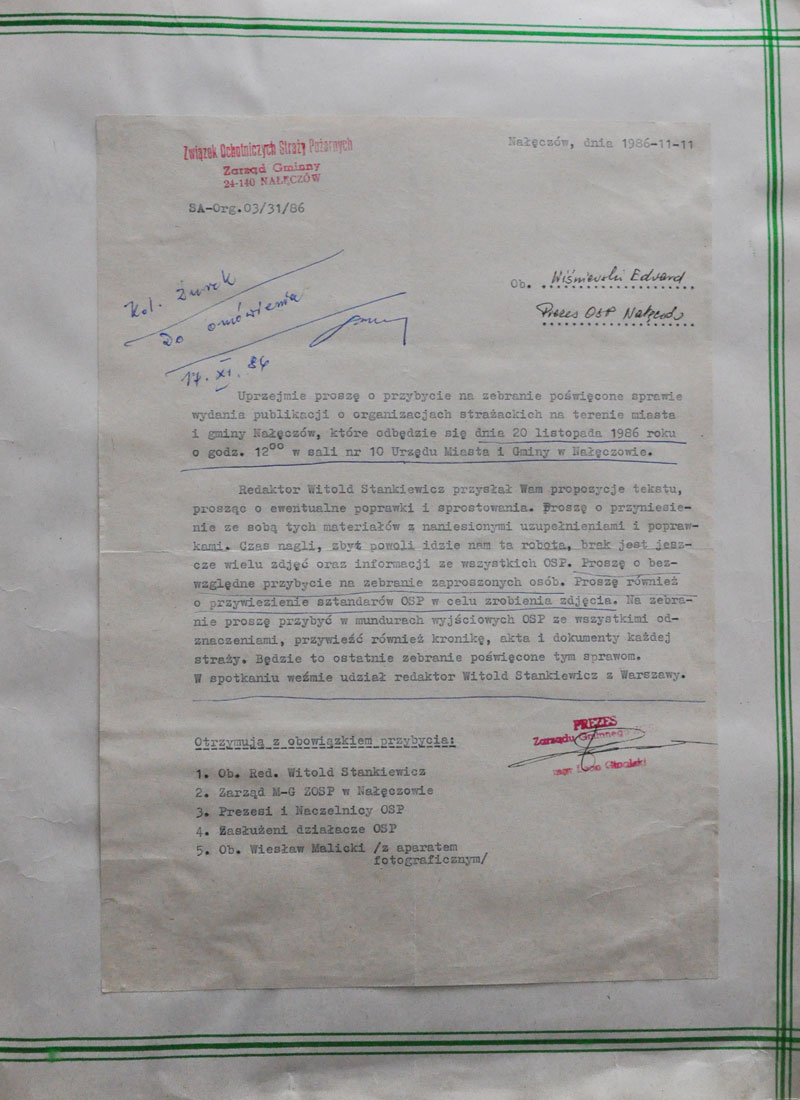 Związek Ochotniczych Straży Pożarnych
Zarząd Gminny
24-140 NAŁĘCZÓW
Nałęczów, dnia 1986-11-11
SA-Org.03/31/86
Kol. Żurek
Do omówienia
17. XI. 86
Ob. Wiśniewski Edward
Prezes OSP Nałęczów
Uprzejmie proszę o przybycie na zebranie poświęcone sprawie
wydania publikacji o organizacjach strażackich na terenie miasta
i gminy Nałęczów, które odbędzie się dnia 20 listopada 1986 roku
o godz. 12°° w sali nr 10 Urzędu Miasta i Gminy w Nałęczowie.
Redaktor Witold Stankiewicz przysłał Wam propozycje tekstu,
prosząc o ewentualne poprawki i sprostowania. Proszę o przyniesie-
nie ze sobą tych materiałów z naniesionymi uzupełnieniami i popraw-
kami. Czas nagli, zbyt powoli idzie nam ta robota, brak jest jesz-
cze wielu zdjęć oraz informacji ze wszystkich OSP. Proszę o bez-
względne przybycie na zebranie zaproszonych osób. Proszę również
o przywiezienie sztandarów OSP w celu zrobienia zdjęcia. Na zebra-
nie proszę przybyć w mundurach wyjściowych OSP ze wszystkimi od-
znaczeniami, przywieść również kronikę, akta i dokumenty każdej
straży. Będzie to ostatnie zebranie poświęcone tym sprawom.
W spotkaniu weźmie udział redaktor Witold Stankiewicz z Warszawy.
PREZES
Zarządu Gminnego
Otrzymują z obowiązkiem przybycia:
1. Ob. Red. Witold Stankiewicz
2. Zarząd M-G ZOSP w Nałęczowie
3. Prezesi i Naczelnicy OSP
4. Zasłużeni działacze OSP
5. Ob. Wiesław Malicki /z aparatem
fotograficznym/